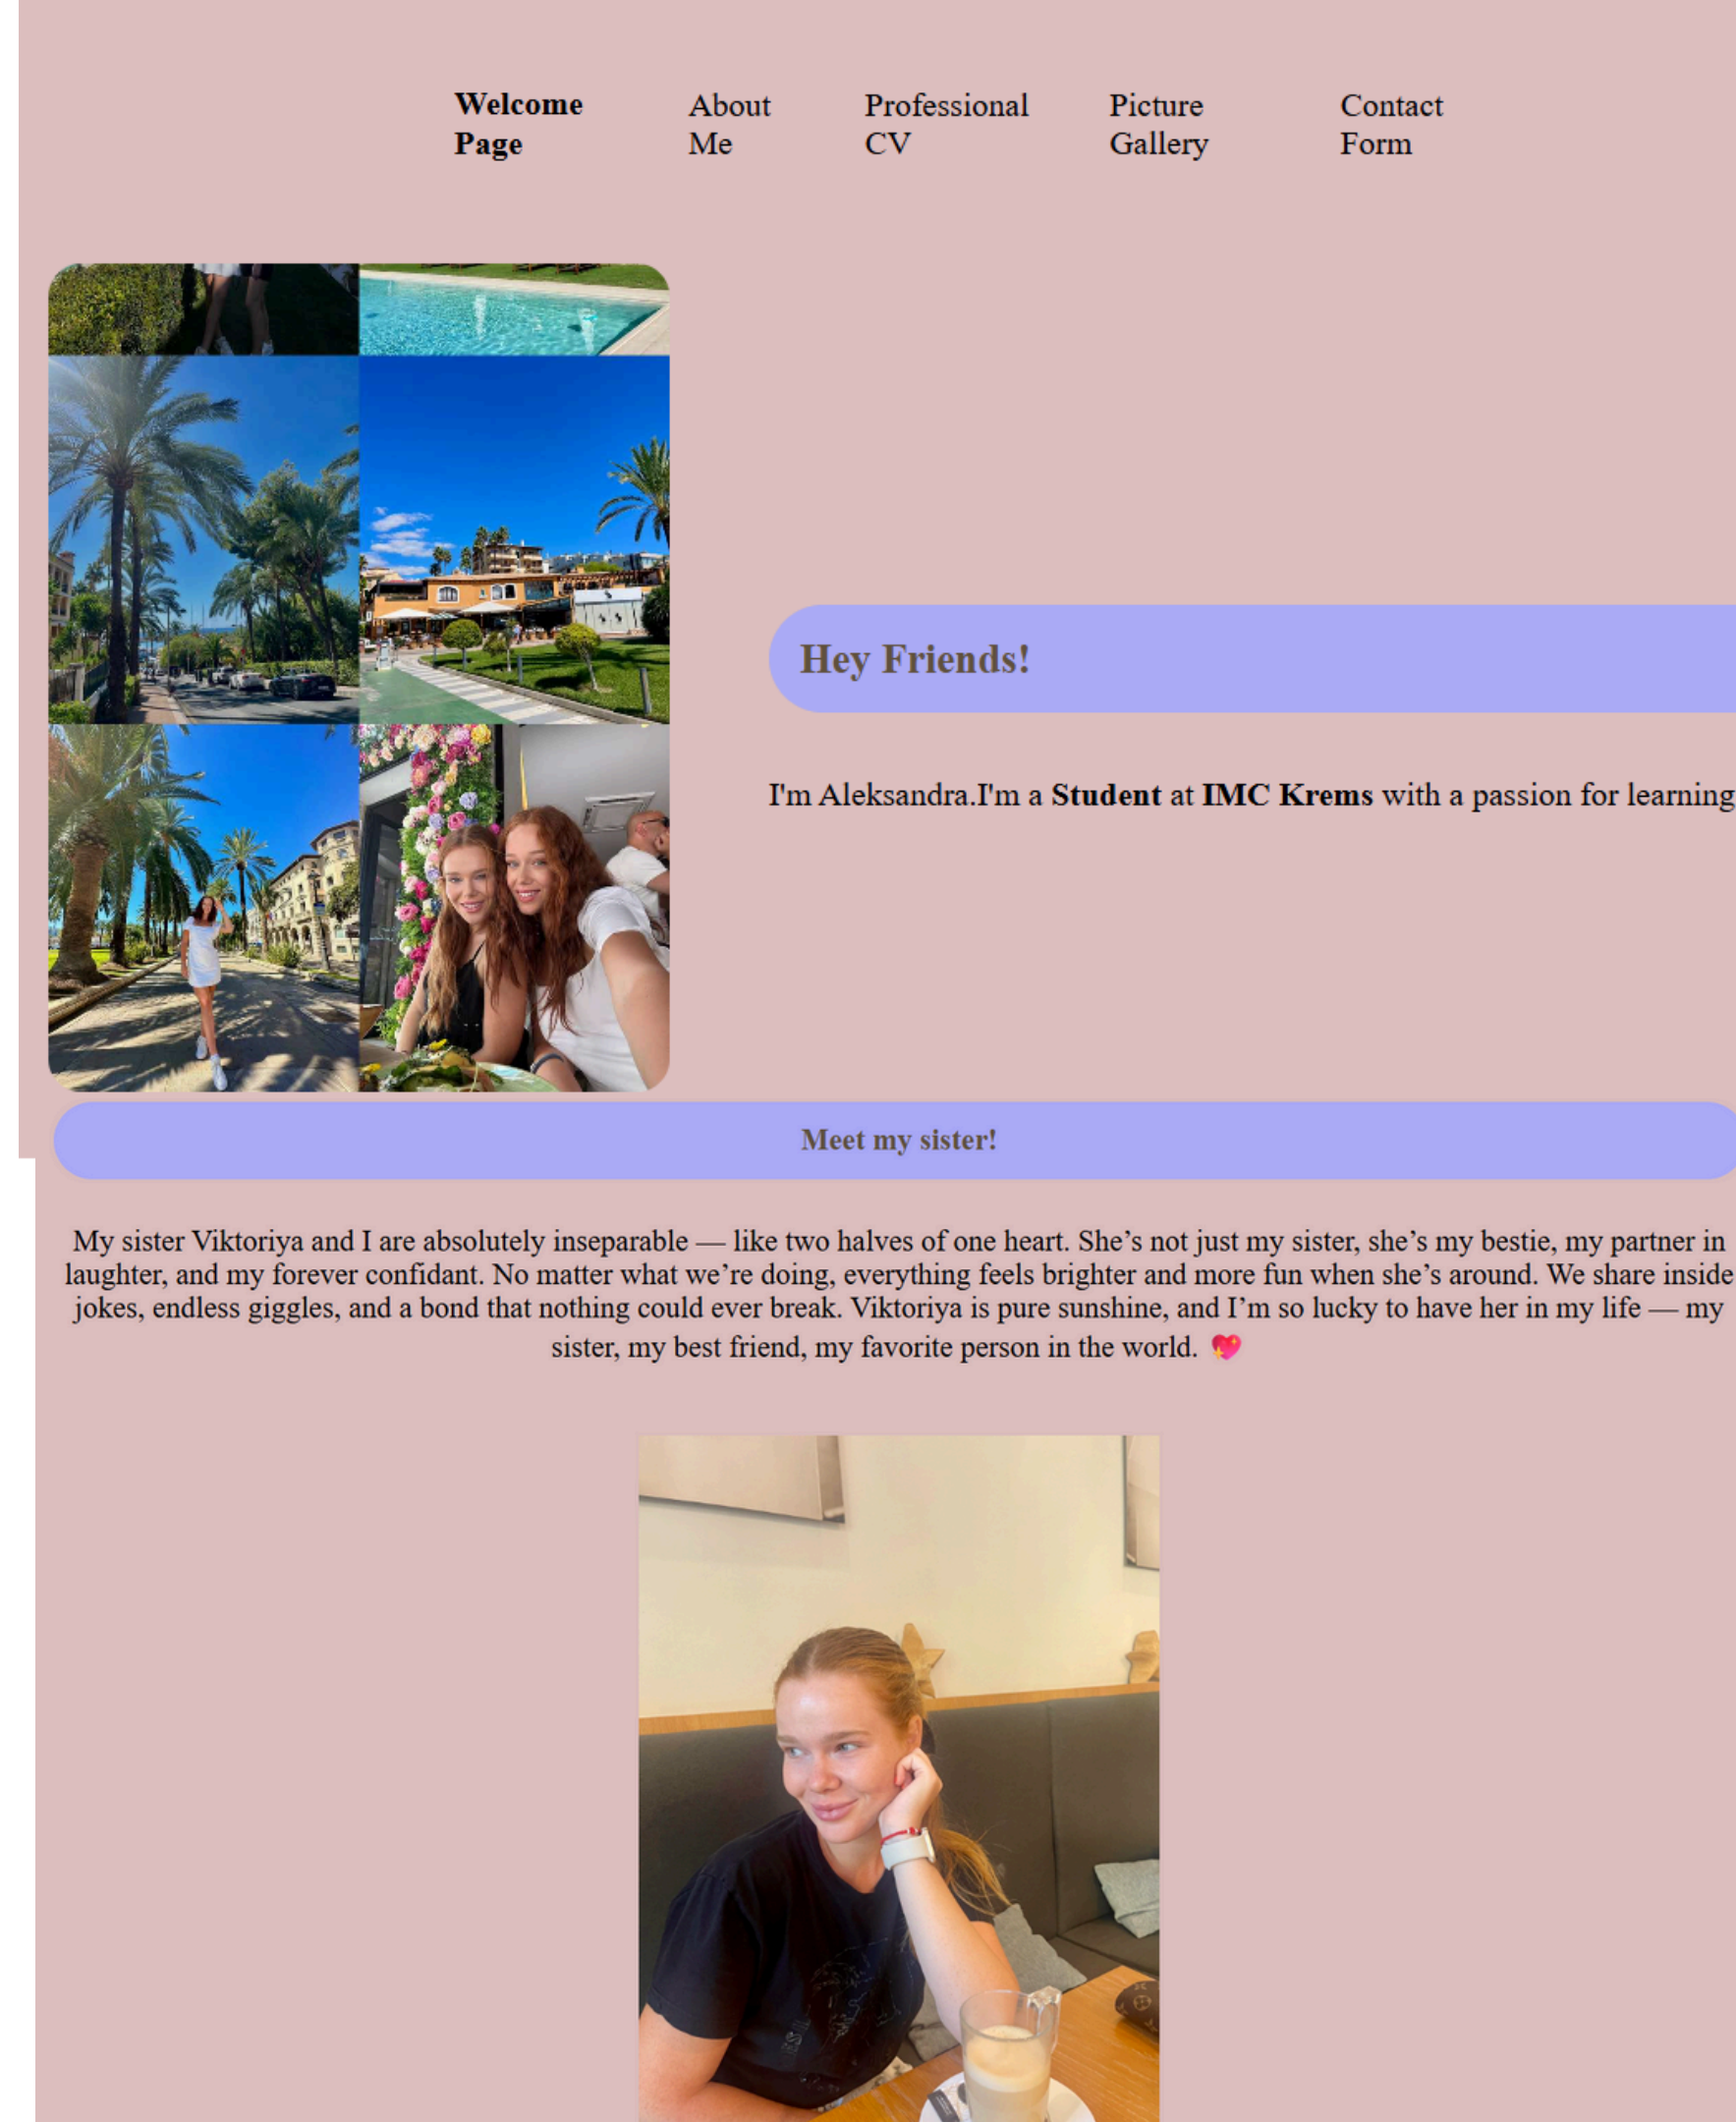 Welcome Page
About Me
Professional CV
Picture Gallery
Contact Form
Hey Friends!
I'm Aleksandra.I'm a Student at IMC Krems with a passion for learning
Meet my sister!
My sister Viktoriya and I are absolutely inseparable — like two halves of one heart. She’s not just my sister, she’s my bestie, my partner in
laughter, and my forever confidant. No matter what we’re doing, everything feels brighter and more fun when she’s around. We share inside
jokes, endless giggles, and a bond that nothing could ever break. Viktoriya is pure sunshine, and I’m so lucky to have her in my life — my
sister, my best friend, my favorite person in the world. 💖